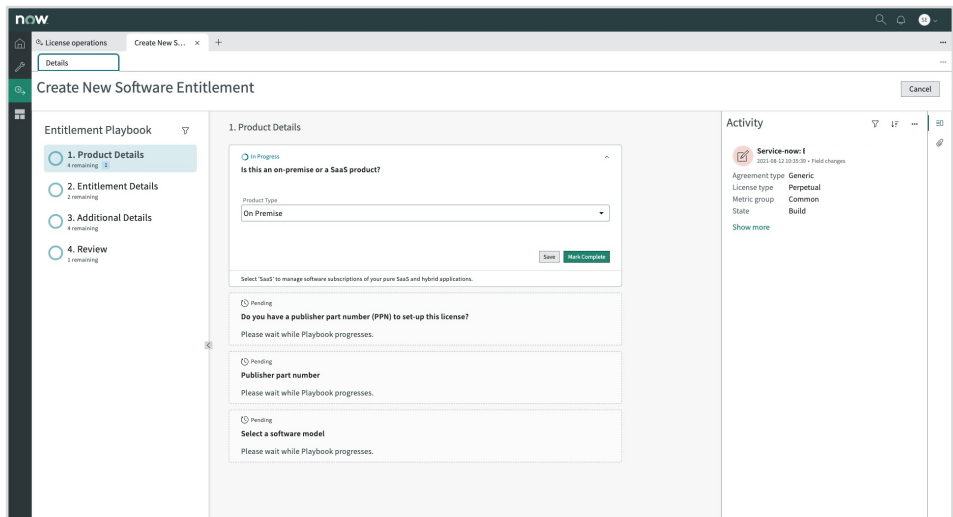 now
SE
License operations
Create New S... × +
Details
Create New Software Entitlement
Cancel
Entitlement Playbook
1. Product Details
4 remaining 1
2. Entitlement Details
2 remaining
3. Additional Details
4 remaining
4. Review
1 remaining
1. Product Details
In Progress
Is this an on-premise or a SaaS product?
Product Type
On Premise
Save
Mark Complete
Select 'SaaS' to manage software subscriptions of your pure SaaS and hybrid applications.
Pending
Do you have a publisher part number (PPN) to set-up this license?
Please wait while Playbook progresses.
Pending
Publisher part number
Please wait while Playbook progresses.
Pending
Select a software model
Please wait while Playbook progresses.
Activity
Service-now: E
2021-08-12 10:35:39 • Field changes
Agreement type Generic
License type Perpetual
Metric group Common
State Build
Show more